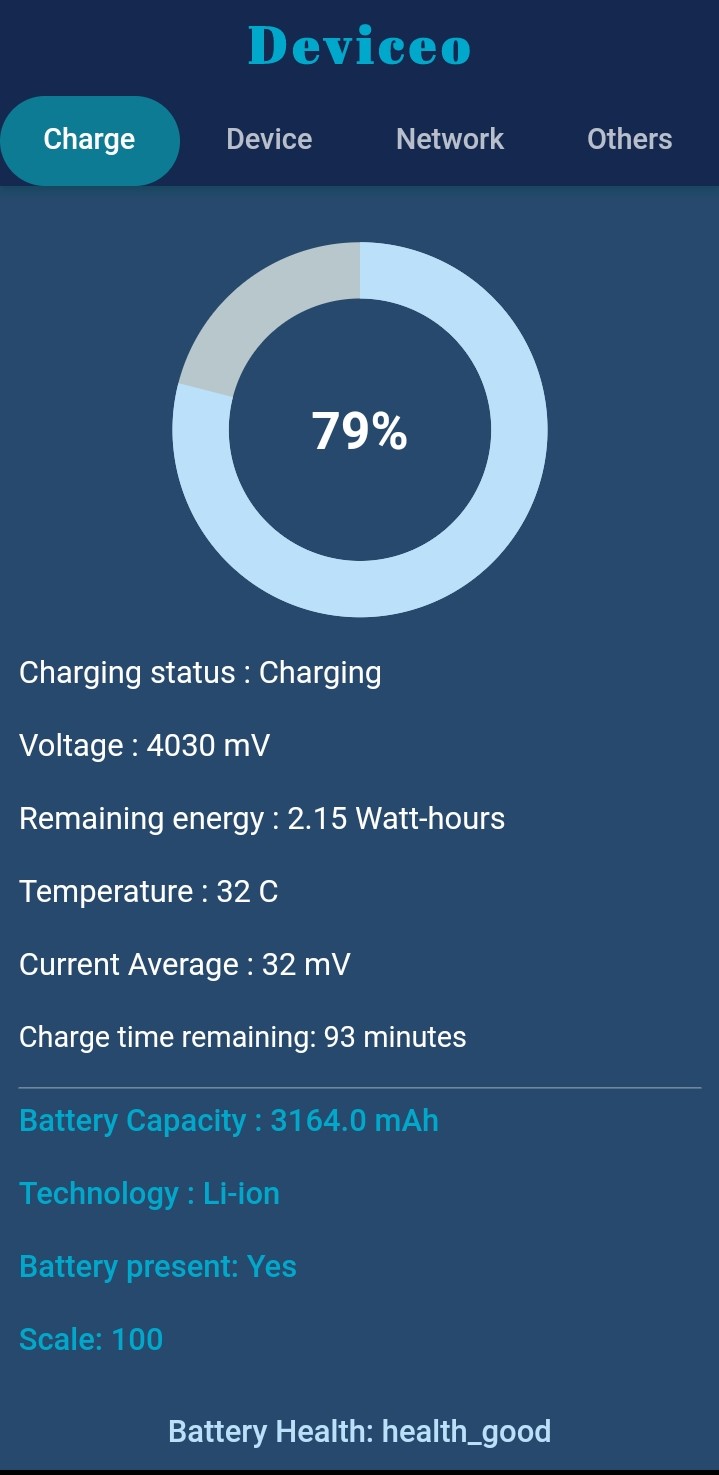 Deviceo
Charge Device Network Others
79%
Charging status : Charging
Voltage : 4030 mV
Remaining energy : 2.15 Watt-hours
Temperature : 32 C
Current Average : 32 mV
Charge time remaining: 93 minutes
Battery Capacity : 3164.0 mAh
Technology : Li-ion
Battery present: Yes
Scale: 100
Battery Health: health_good